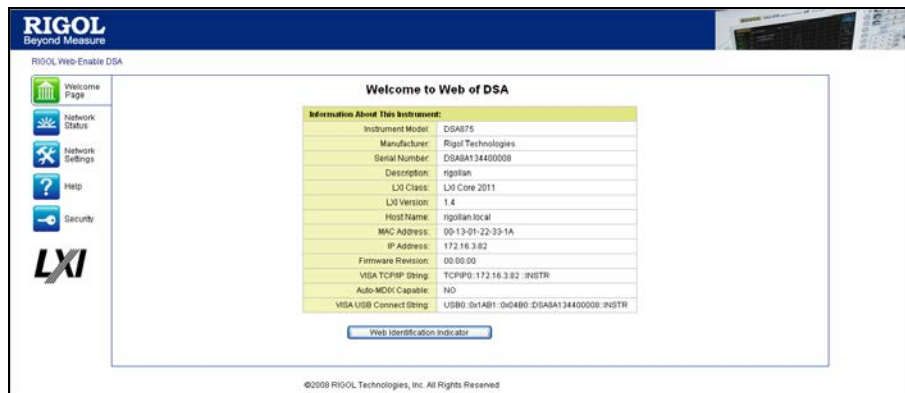 RIGOL
Beyond Measure
RIGOL Web-Enable DSA
Welcome Page
Network Status
Network Settings
Help
Security
LXI
Welcome to Web of DSA
Information About This Instrument:
Instrument Model: DSA875
Manufacturer: Rigol Technologies
Serial Number: DSA8A134400008
Description: rigollan
LXI Class: LXI Core 2011
LXI Version: 1.4
Host Name: rigollan.local
MAC Address: 00-13-01-22-33-1A
IP Address: 172.16.3.82
Firmware Revision: 00.00.00
VISA TCP/IP String: TCPIP0::172.16.3.82 ::INSTR
Auto-MDIX Capable: NO
VISA USB Connect String: USB0::0x1AB1::0x04B0::DSA8A134400008::INSTR
Web Identification Indicator
©2008 RIGOL Technologies, Inc. All Rights Reserved